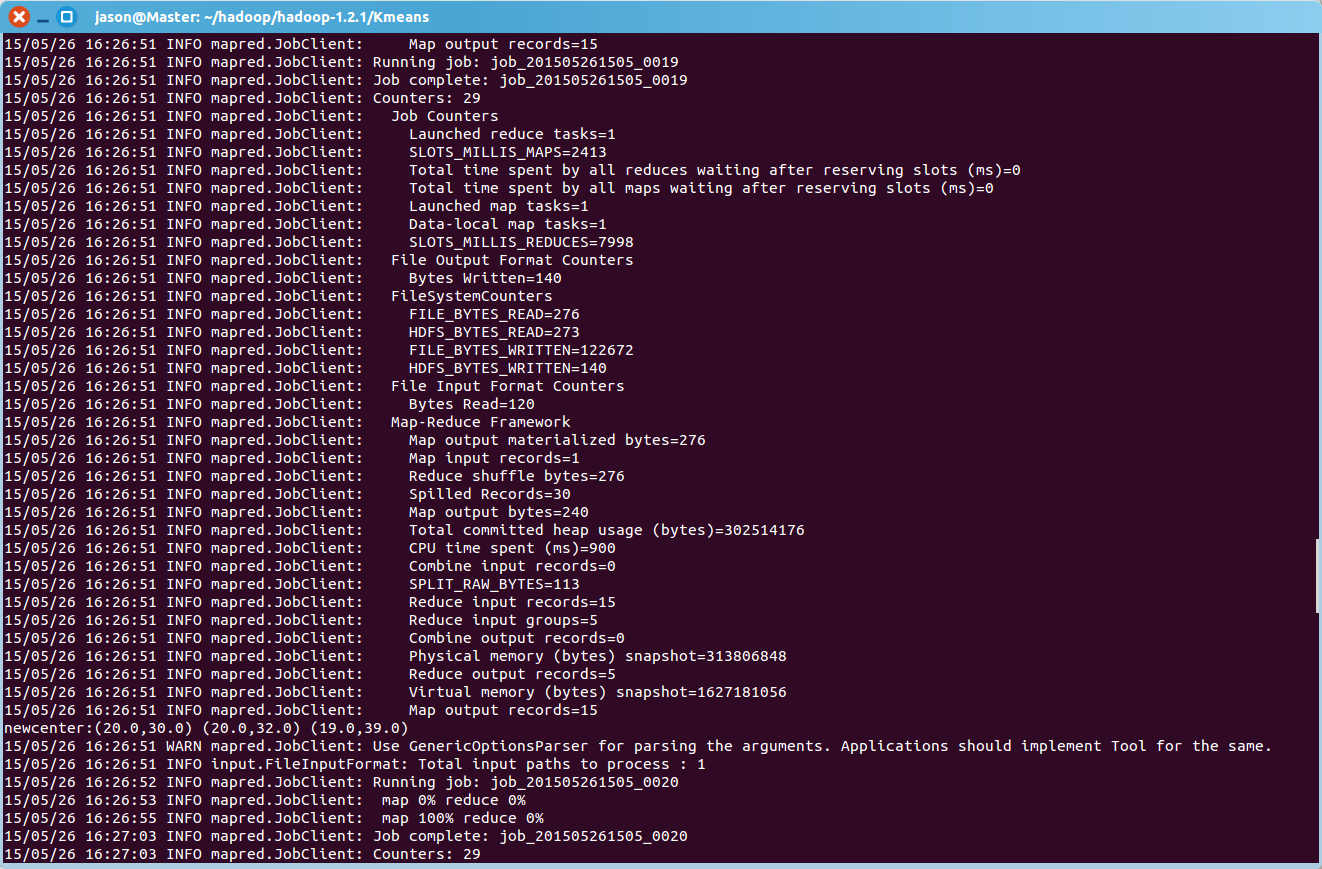 jason@Master: ~/hadoop/hadoop-1.2.1/Kmeans
15/05/26 16:26:51 INFO mapred.JobClient:     Map output records=15
15/05/26 16:26:51 INFO mapred.JobClient: Running job: job_201505261505_0019
15/05/26 16:26:51 INFO mapred.JobClient: Job complete: job_201505261505_0019
15/05/26 16:26:51 INFO mapred.JobClient: Counters: 29
15/05/26 16:26:51 INFO mapred.JobClient:   Job Counters
15/05/26 16:26:51 INFO mapred.JobClient:     Launched reduce tasks=1
15/05/26 16:26:51 INFO mapred.JobClient:     SLOTS_MILLIS_MAPS=2413
15/05/26 16:26:51 INFO mapred.JobClient:     Total time spent by all reduces waiting after reserving slots (ms)=0
15/05/26 16:26:51 INFO mapred.JobClient:     Total time spent by all maps waiting after reserving slots (ms)=0
15/05/26 16:26:51 INFO mapred.JobClient:     Launched map tasks=1
15/05/26 16:26:51 INFO mapred.JobClient:     Data-local map tasks=1
15/05/26 16:26:51 INFO mapred.JobClient:     SLOTS_MILLIS_REDUCES=7998
15/05/26 16:26:51 INFO mapred.JobClient:   File Output Format Counters
15/05/26 16:26:51 INFO mapred.JobClient:     Bytes Written=140
15/05/26 16:26:51 INFO mapred.JobClient:   FileSystemCounters
15/05/26 16:26:51 INFO mapred.JobClient:     FILE_BYTES_READ=276
15/05/26 16:26:51 INFO mapred.JobClient:     HDFS_BYTES_READ=273
15/05/26 16:26:51 INFO mapred.JobClient:     FILE_BYTES_WRITTEN=122672
15/05/26 16:26:51 INFO mapred.JobClient:     HDFS_BYTES_WRITTEN=140
15/05/26 16:26:51 INFO mapred.JobClient:   File Input Format Counters
15/05/26 16:26:51 INFO mapred.JobClient:     Bytes Read=120
15/05/26 16:26:51 INFO mapred.JobClient:   Map-Reduce Framework
15/05/26 16:26:51 INFO mapred.JobClient:     Map output materialized bytes=276
15/05/26 16:26:51 INFO mapred.JobClient:     Map input records=1
15/05/26 16:26:51 INFO mapred.JobClient:     Reduce shuffle bytes=276
15/05/26 16:26:51 INFO mapred.JobClient:     Spilled Records=30
15/05/26 16:26:51 INFO mapred.JobClient:     Map output bytes=240
15/05/26 16:26:51 INFO mapred.JobClient:     Total committed heap usage (bytes)=302514176
15/05/26 16:26:51 INFO mapred.JobClient:     CPU time spent (ms)=900
15/05/26 16:26:51 INFO mapred.JobClient:     Combine input records=0
15/05/26 16:26:51 INFO mapred.JobClient:     SPLIT_RAW_BYTES=113
15/05/26 16:26:51 INFO mapred.JobClient:     Reduce input records=15
15/05/26 16:26:51 INFO mapred.JobClient:     Reduce input groups=5
15/05/26 16:26:51 INFO mapred.JobClient:     Combine output records=0
15/05/26 16:26:51 INFO mapred.JobClient:     Physical memory (bytes) snapshot=313806848
15/05/26 16:26:51 INFO mapred.JobClient:     Reduce output records=5
15/05/26 16:26:51 INFO mapred.JobClient:     Virtual memory (bytes) snapshot=1627181056
15/05/26 16:26:51 INFO mapred.JobClient:     Map output records=15
newcenter:(20.0,30.0) (20.0,32.0) (19.0,39.0)
15/05/26 16:26:51 WARN mapred.JobClient: Use GenericOptionsParser for parsing the arguments. Applications should implement Tool for the same.
15/05/26 16:26:51 INFO input.FileInputFormat: Total input paths to process : 1
15/05/26 16:26:52 INFO mapred.JobClient: Running job: job_201505261505_0020
15/05/26 16:26:53 INFO mapred.JobClient:  map 0% reduce 0%
15/05/26 16:26:55 INFO mapred.JobClient:  map 100% reduce 0%
15/05/26 16:27:03 INFO mapred.JobClient: Job complete: job_201505261505_0020
15/05/26 16:27:03 INFO mapred.JobClient: Counters: 29